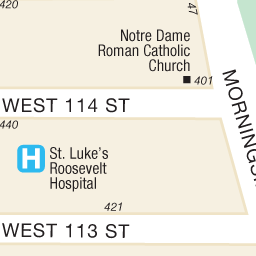 420
47
Notre Dame
Roman Catholic
Church
401
WEST 114 ST
440
H
St. Luke's
Roosevelt
Hospital
421
WEST 113 ST